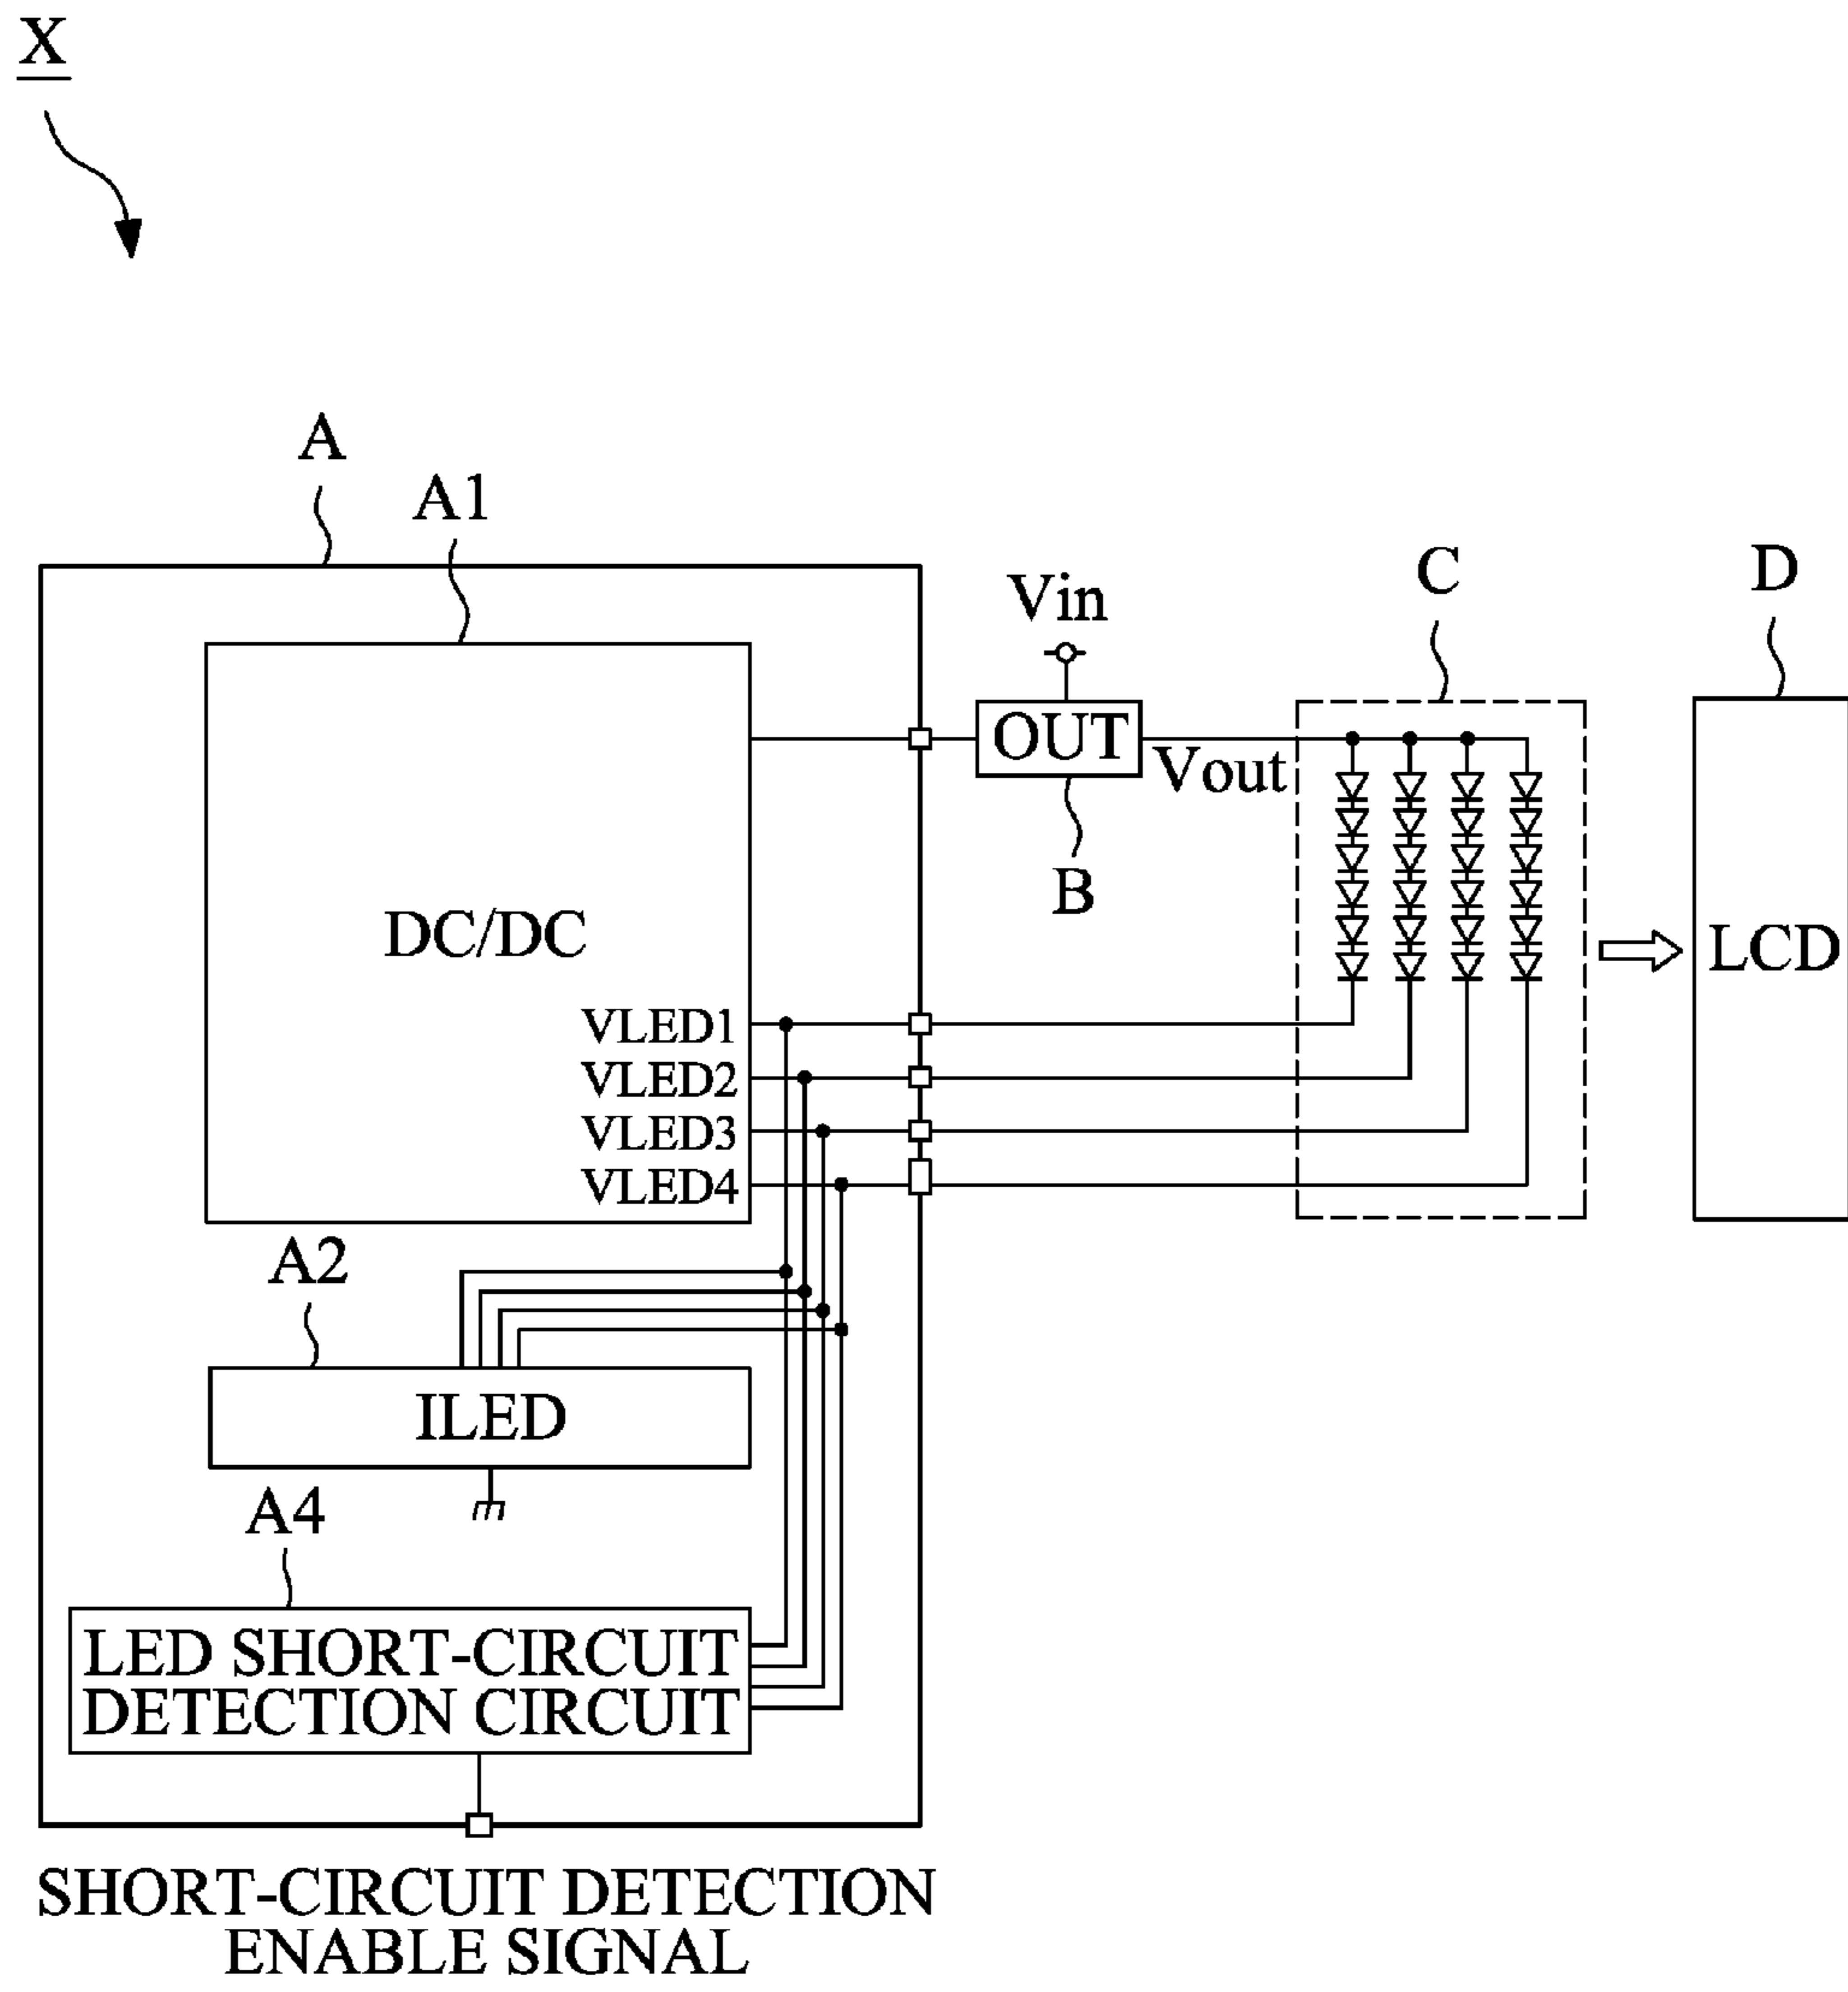 X
A
A1
C
D
Vin
OUT
Vout
B
DC/DC
LCD
VLED1
VLED2
VLED3
VLED4
A2
ILED
A4
LED SHORT-CIRCUIT
DETECTION CIRCUIT
SHORT-CIRCUIT DETECTION
ENABLE SIGNAL